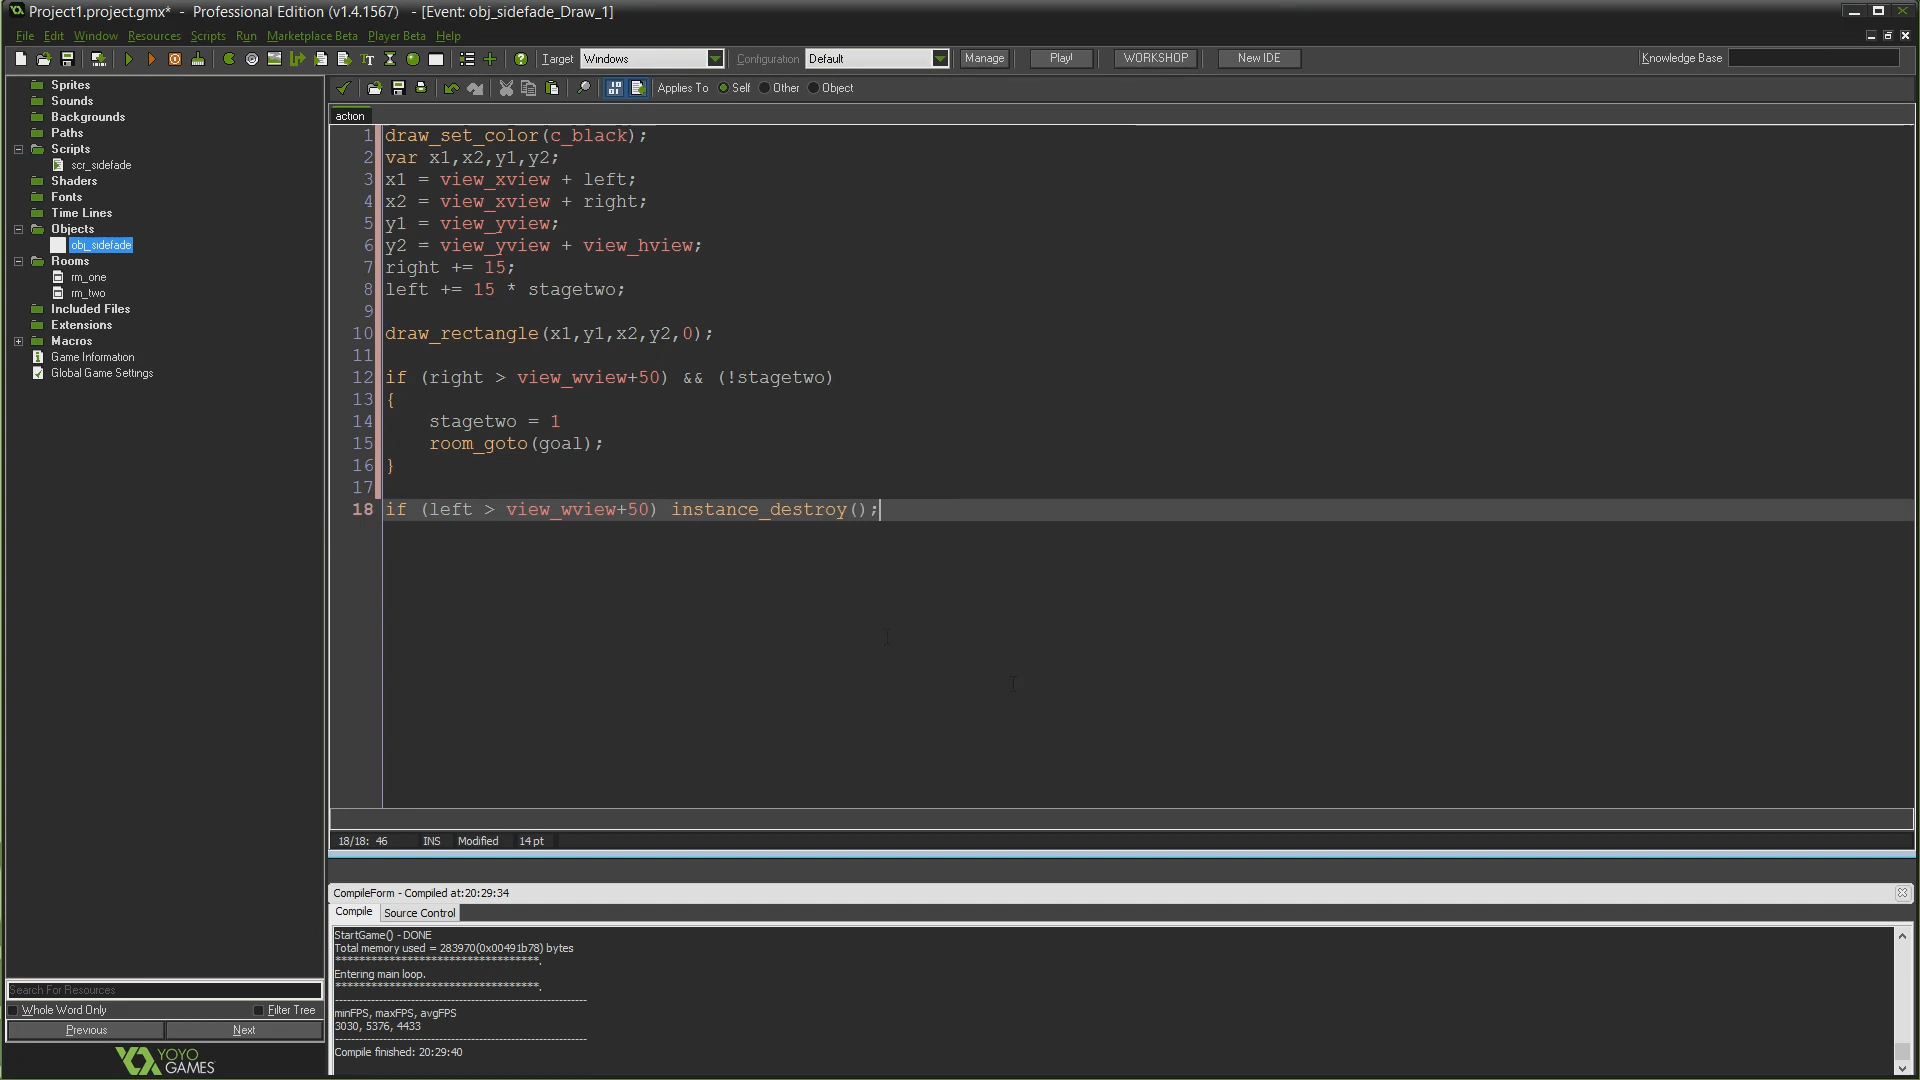 Project1.project.gmx* - Professional Edition (v1.4.1567) - [Event: obj_sidefade_Draw_1]
File Edit Window Resources Scripts Run Marketplace Beta Player Beta Help
Target Windows Configuration Default Manage Play! WORKSHOP New IDE Knowledge Base
Applies To Self Other Object
Sprites
Sounds
Backgrounds
Paths
Scripts
scr_sidefade
Shaders
Fonts
Time Lines
Objects
obj_sidefade
Rooms
rm_one
rm_two
Included Files
Extensions
Macros
Game Information
Global Game Settings
Search For Resources
Whole Word Only Filter Tree
Previous Next
YOYO
GAMES
action
1 draw_set_color(c_black);
2 var x1,x2,y1,y2;
3 x1 = view_xview + left;
4 x2 = view_xview + right;
5 y1 = view_yview;
6 y2 = view_yview + view_hview;
7 right += 15;
8 left += 15 * stagetwo;
9
10 draw_rectangle(x1,y1,x2,y2,0);
11
12 if (right > view_wview+50) && (!stagetwo)
13 {
14 stagetwo = 1
15 room_goto(goal);
16 }
17
18 if (left > view_wview+50) instance_destroy();
18/18: 46 INS Modified 14 pt
CompileForm - Compiled at:20:29:34
Compile Source Control
StartGame() - DONE
Total memory used = 283970(0x00491b78) bytes
**********************************.
Entering main loop.
**********************************.
---------------------------------------------------------------
minFPS, maxFPS, avgFPS
3030, 5376, 4433
---------------------------------------------------------------
Compile finished: 20:29:40